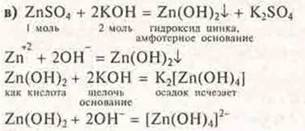 в) ZnSO₄ + 2KOH = Zn(OH)₂↓ + K₂SO₄
1 моль 2 моль гидроксид цинка,
амфотерное основание
Zn⁺² + 2OH⁻ = Zn(OH)₂↓
Zn(OH)₂ + 2KOH = K₂[Zn(OH)₄]
как кислота щелочь осадок исчезает
основание
Zn(OH)₂ + 2OH⁻ = [Zn(OH)₄]²⁻